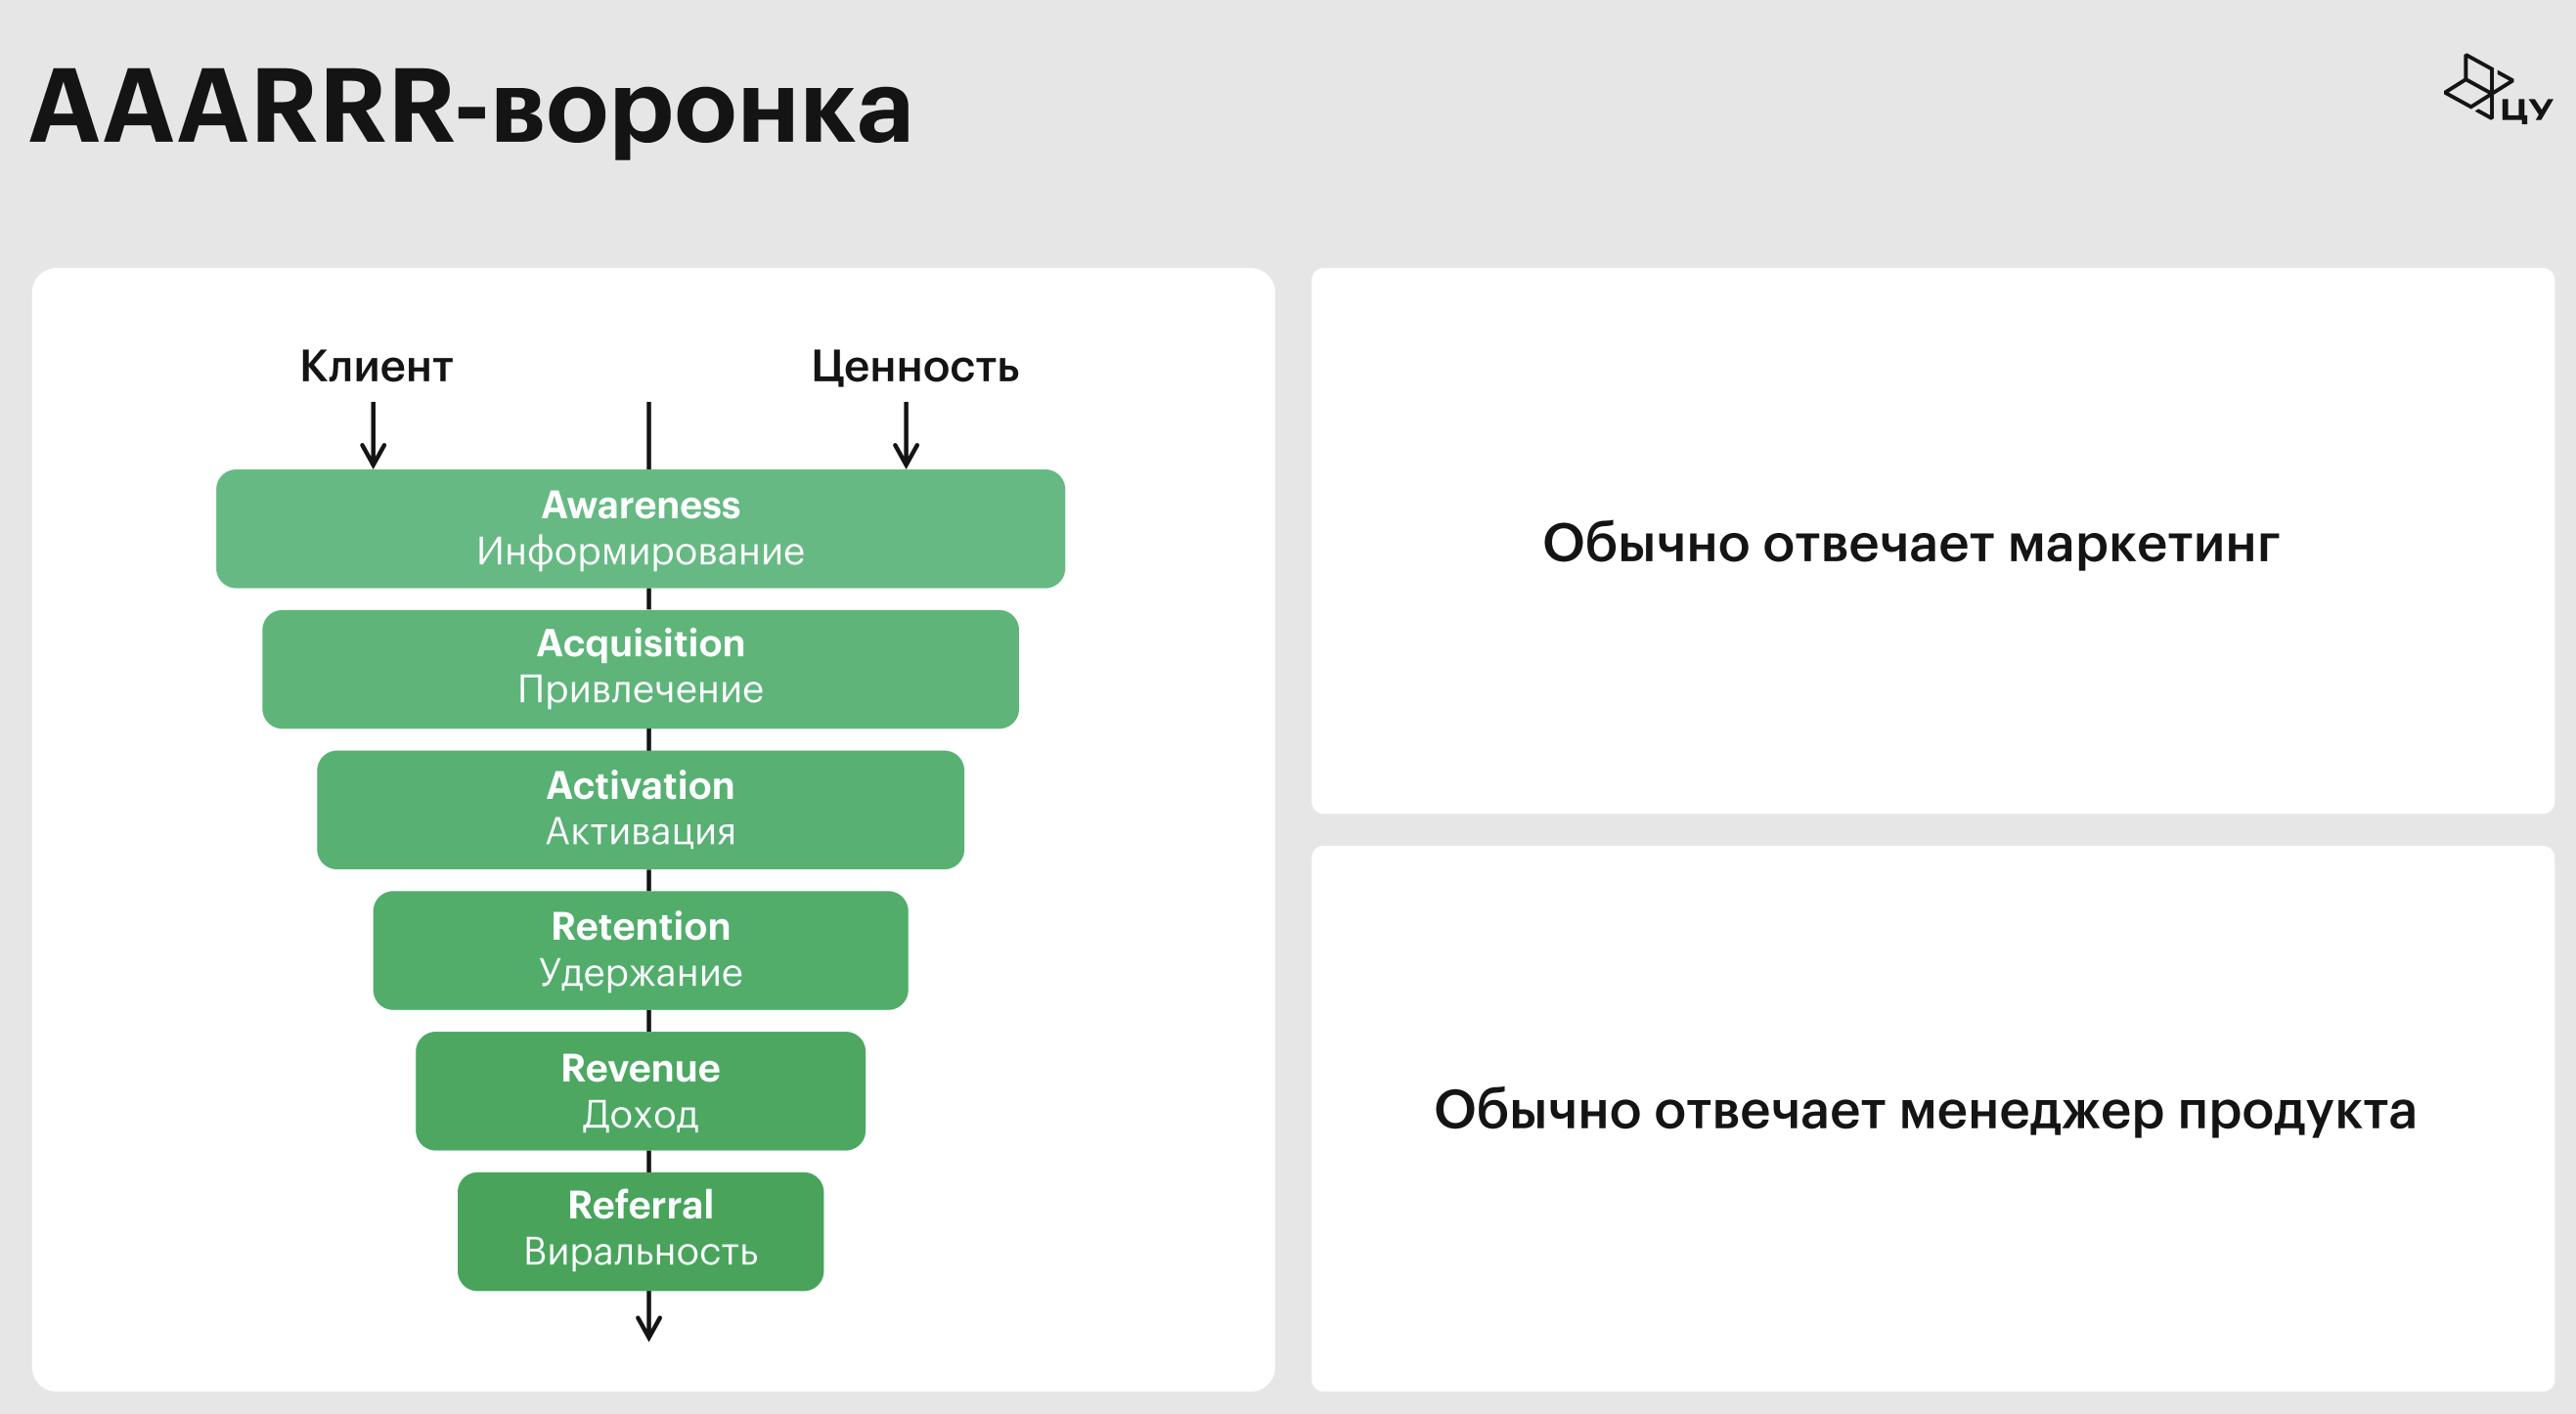 AAARRR-воронка
ЦУ
Клиент
Ценность
Awareness
Информирование
Acquisition
Привлечение
Activation
Активация
Retention
Удержание
Revenue
Доход
Referral
Виральность
Обычно отвечает маркетинг
Обычно отвечает менеджер продукта